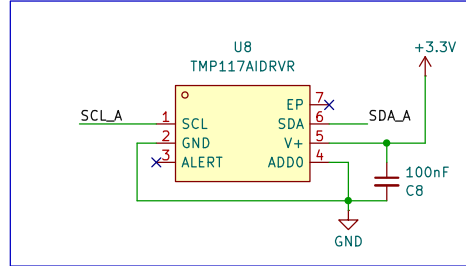 U8
TMP117AIDRVR
+3.3V
EP 7
SCL_A 1 SCL SDA 6 SDA_A
2 GND V+ 5
3 ALERT ADD0 4
100nF
C8
GND